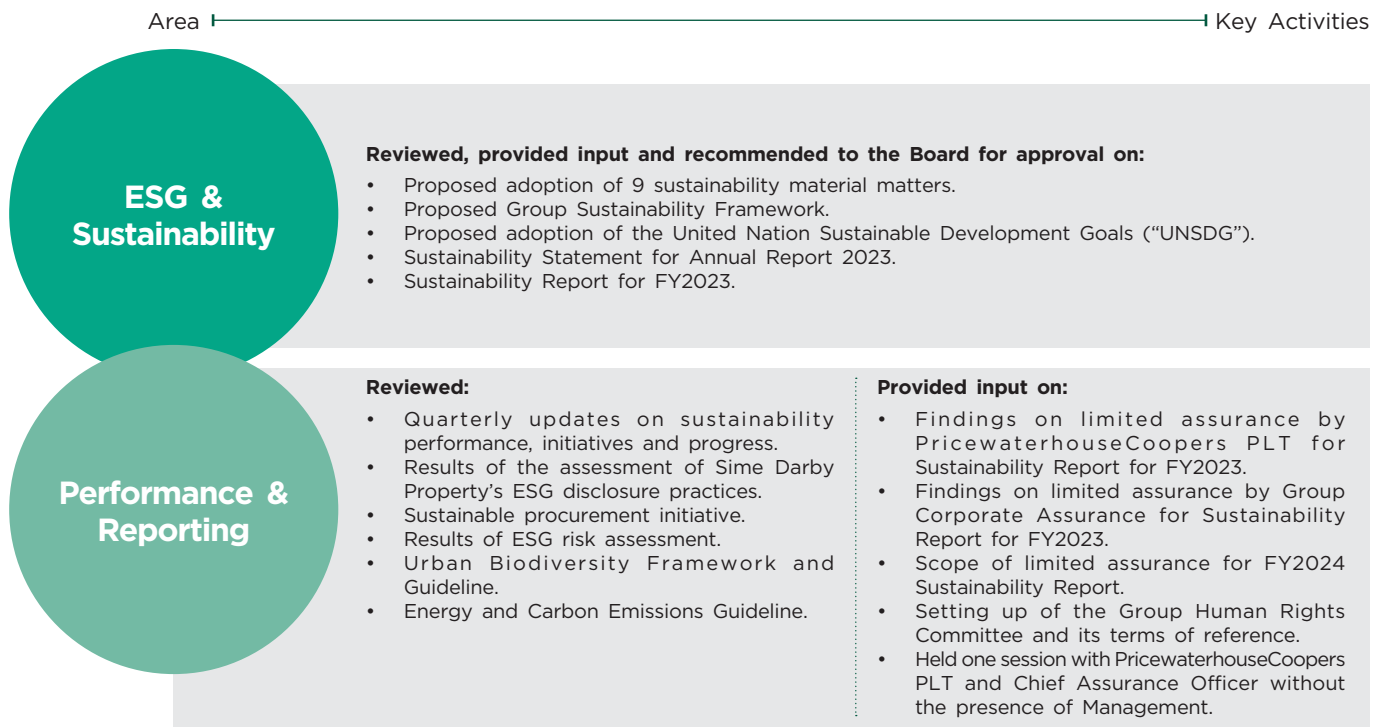 Area
Key Activities
ESG &
Sustainability
Reviewed, provided input and recommended to the Board for approval on:
• Proposed adoption of 9 sustainability material matters.
• Proposed Group Sustainability Framework.
• Proposed adoption of the United Nation Sustainable Development Goals (“UNSDG”).
• Sustainability Statement for Annual Report 2023.
• Sustainability Report for FY2023.
Performance &
Reporting
Reviewed:
• Quarterly updates on sustainability
performance, initiatives and progress.
• Results of the assessment of Sime Darby
Property’s ESG disclosure practices.
• Sustainable procurement initiative.
• Results of ESG risk assessment.
• Urban Biodiversity Framework and
Guideline.
• Energy and Carbon Emissions Guideline.
Provided input on:
• Findings on limited assurance by
PricewaterhouseCoopers PLT for
Sustainability Report for FY2023.
• Findings on limited assurance by Group
Corporate Assurance for Sustainability
Report for FY2023.
• Scope of limited assurance for FY2024
Sustainability Report.
• Setting up of the Group Human Rights
Committee and its terms of reference.
• Held one session with PricewaterhouseCoopers
PLT and Chief Assurance Officer without
the presence of Management.